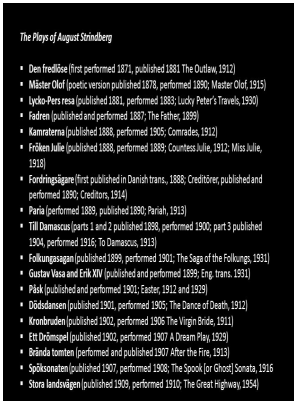 The Plays of August Strindberg
▪ Den fredlöse (first performed 1871, published 1881 The Outlaw, 1912)
▪ Mäster Olof (poetic version published 1878, performed 1890; Master Olof, 1915)
▪ Lycko-Pers resa (published 1881, performed 1883; Lucky Peter's Travels, 1930)
▪ Fadren (published and performed 1887; The Father, 1899)
▪ Kamraterna (published 1888, performed 1905; Comrades, 1912)
▪ Fröken Julie (published 1888, performed 1889; Countess Julie, 1912; Miss Julie,
1918)
▪ Fordringsägare (first published in Danish trans., 1888; Creditörer, published and
performed 1890; Creditors, 1914)
▪ Paria (performed 1889, published 1890; Pariah, 1913)
▪ Till Damascus (parts 1 and 2 published 1898, performed 1900; part 3 published
1904, performed 1916; To Damascus, 1913)
▪ Folkungasagan (published 1899, performed 1901; The Saga of the Folkungs, 1931)
▪ Gustav Vasa and Erik XIV (published and performed 1899; Eng. trans. 1931)
▪ Påsk (published and performed 1901; Easter, 1912 and 1929)
▪ Dödsdansen (published 1901, performed 1905; The Dance of Death, 1912)
▪ Kronbruden (published 1902, performed 1906 The Virgin Bride, 1911)
▪ Ett Drömspel (published 1902, performed 1907 A Dream Play, 1929)
▪ Brända tomten (performed and published 1907 After the Fire, 1913)
▪ Spöksonaten (published 1907, performed 1908; The Spook [or Ghost] Sonata, 1916
▪ Stora landsvägen (published 1909, performed 1910; The Great Highway, 1954)